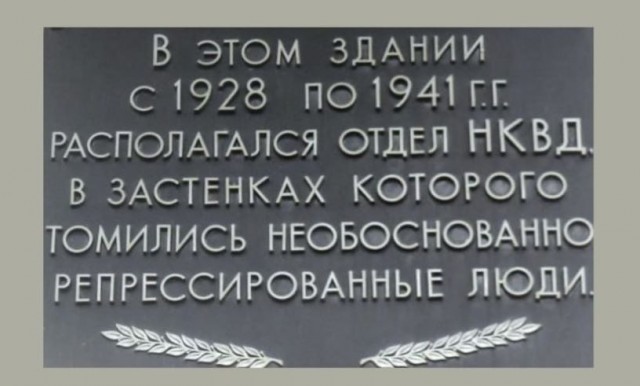 В ЭТОМ ЗДАНИИ
С 1928 ПО 1941 Г.Г.
РАСПОЛАГАЛСЯ ОТДЕЛ НКВД.
В ЗАСТЕНКАХ КОТОРОГО
ТОМИЛИСЬ НЕОБОСНОВАННО
РЕПРЕССИРОВАННЫЕ ЛЮДИ.